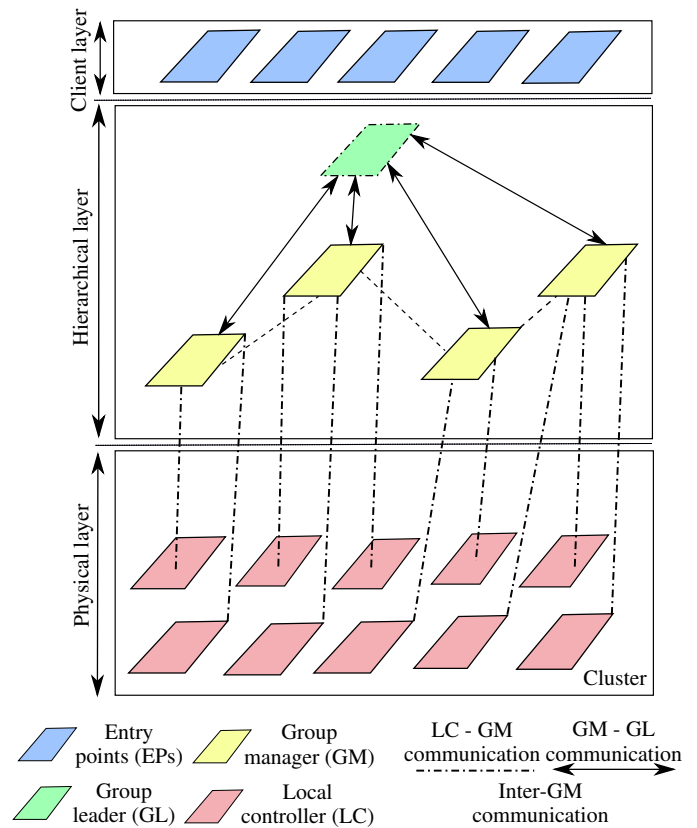 Client layer
Hierarchical layer
Physical layer
Cluster
Entry
points (EPs)
Group
manager (GM)
LC - GM
communication
GM - GL
communication
Group
leader (GL)
Local
controller (LC)
Inter-GM
communication